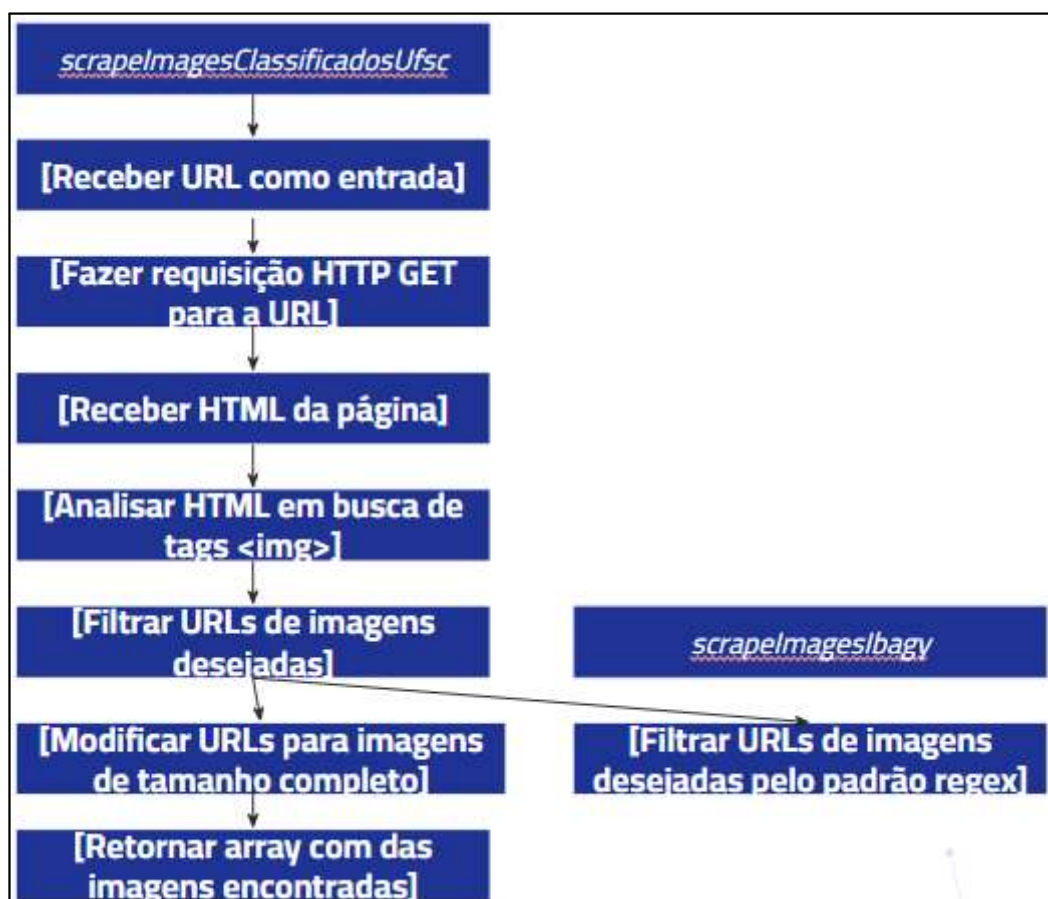 scrapeImagesClassificadosUfsc
[Receber URL como entrada]
[Fazer requisição HTTP GET
para a URL]
[Receber HTML da página]
[Analisar HTML em busca de
tags <img>]
[Filtrar URLs de imagens
desejadas]
scrapeImagesIbagy
[Modificar URLs para imagens
de tamanho completo]
[Filtrar URLs de imagens
desejadas pelo padrão regex]
[Retornar array com das
imagens encontradas]